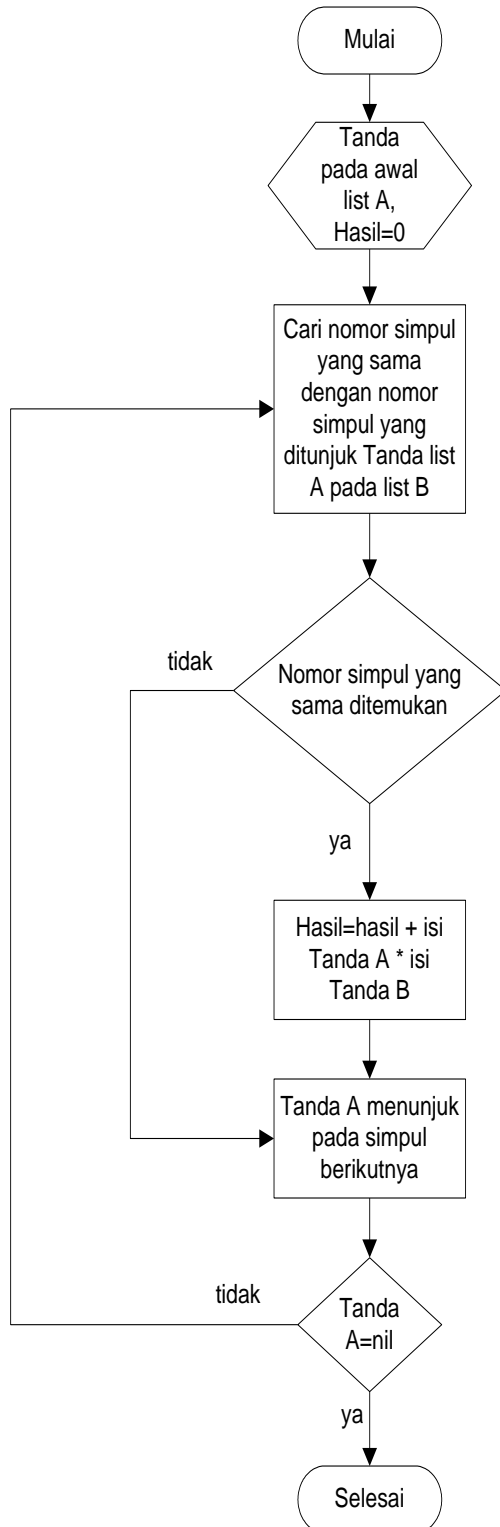 Mulai
Tanda
pada awal
list A,
Hasil=0
Cari nomor simpul
yang sama
dengan nomor
simpul yang
ditunjuk Tanda list
A pada list B
tidak
Nomor simpul yang
sama ditemukan
ya
Hasil=hasil + isi
Tanda A * isi
Tanda B
Tanda A menunjuk
pada simpul
berikutnya
tidak
Tanda
A=nil
ya
Selesai